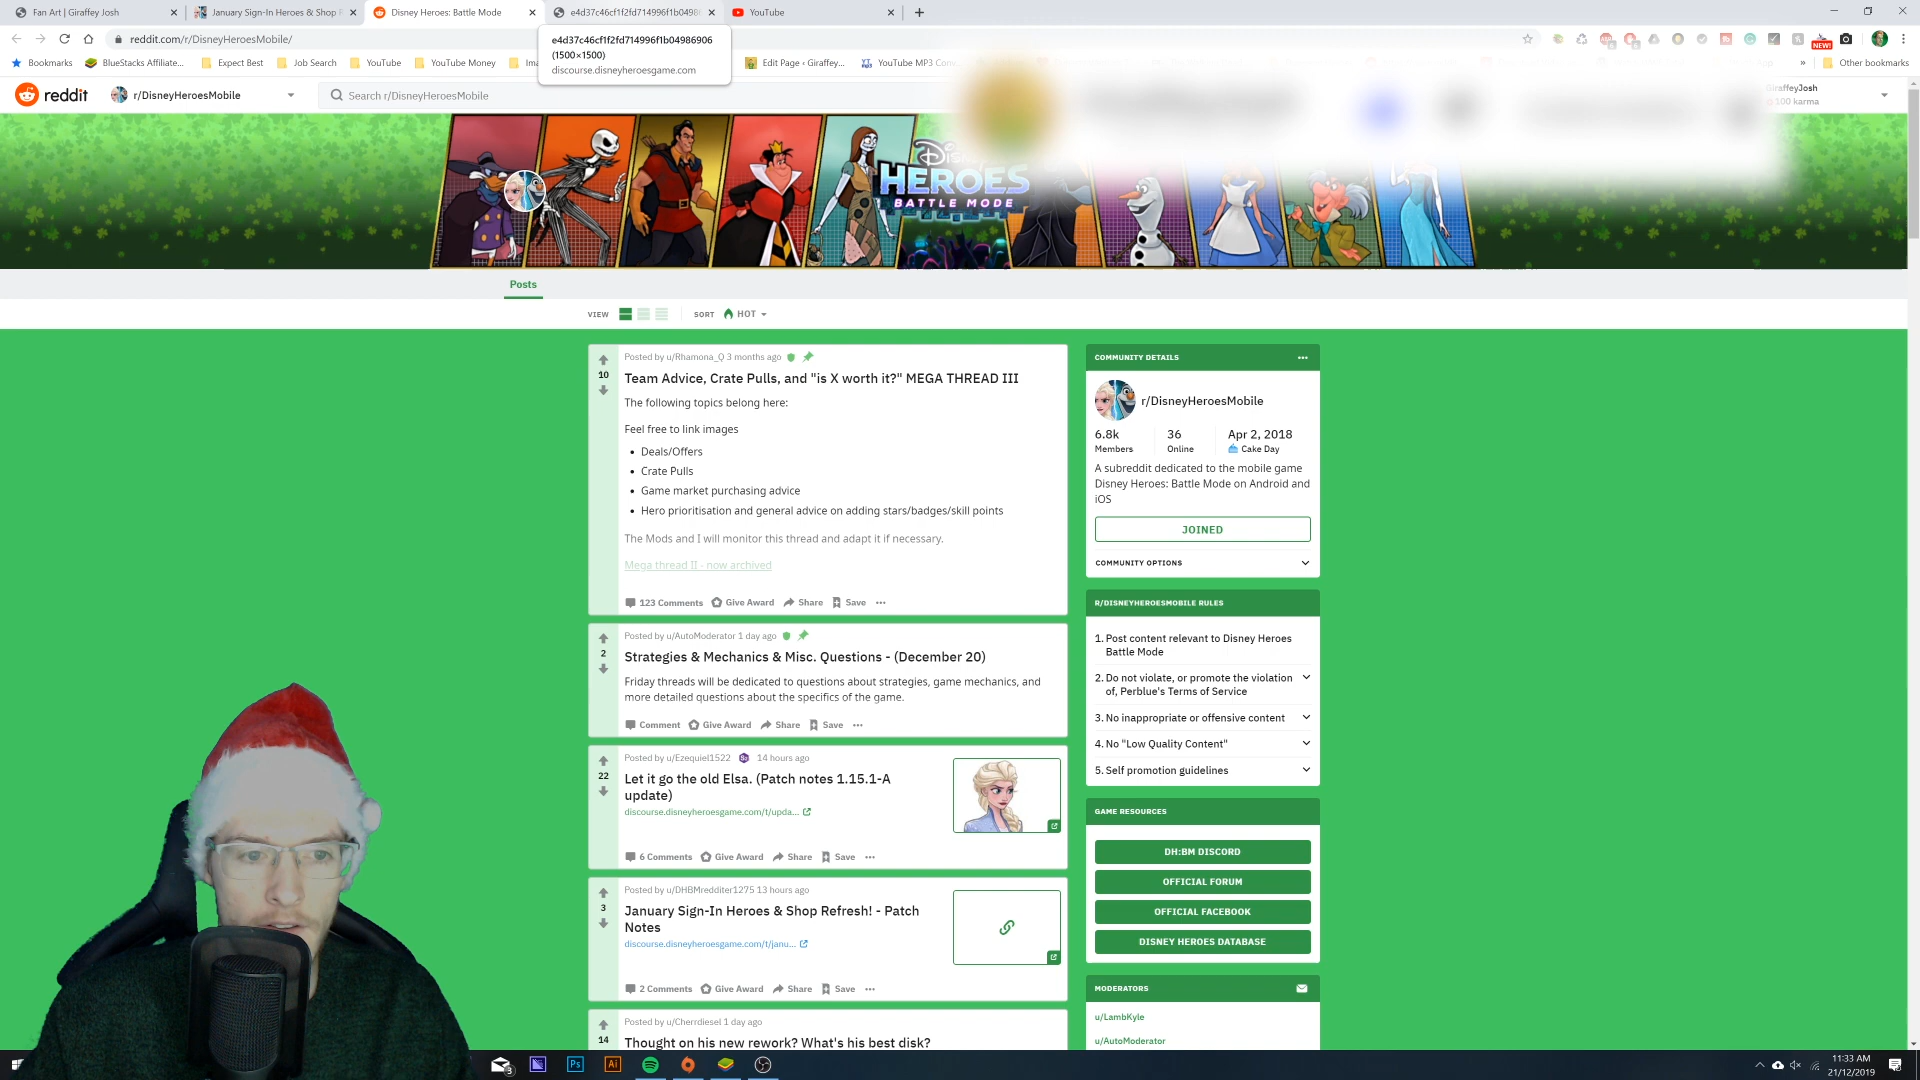 Fan Art | Giraffey Josh
January Sign-In Heroes & Shop R
Disney Heroes: Battle Mode
e4d37c46cf1f2fd714996f1b04986
YouTube
reddit.com/r/DisneyHeroesMobile/
e4d37c46cf1f2fd714996f1b04986906
(1500×1500)
discourse.disneyheroesgame.com
NEW!
Bookmarks
BlueStacks Affiliate...
Expect Best
Job Search
YouTube
YouTube Money
Edit Page ‹ Giraffey...
YouTube MP3 Con...
»
Other bookmarks
reddit
r/DisneyHeroesMobile
Search r/DisneyHeroesMobile
GiraffeyJosh
100 karma
Disney
HEROES
BATTLE MODE
Posts
VIEW
SORT
HOT
10
Posted by u/Rhamona_Q 3 months ago
Team Advice, Crate Pulls, and "is X worth it?" MEGA THREAD III
The following topics belong here:
Feel free to link images
• Deals/Offers
• Crate Pulls
• Game market purchasing advice
• Hero prioritisation and general advice on adding stars/badges/skill points
The Mods and I will monitor this thread and adapt it if necessary.
Mega thread II - now archived
123 Comments Give Award Share Save ...
2
Posted by u/AutoModerator 1 day ago
Strategies & Mechanics & Misc. Questions - (December 20)
Friday threads will be dedicated to questions about strategies, game mechanics, and
more detailed questions about the specifics of the game.
Comment Give Award Share Save ...
22
Posted by u/Ezequiel1522 14 hours ago
Let it go the old Elsa. (Patch notes 1.15.1-A
update)
discourse.disneyheroesgame.com/t/upda...
6 Comments Give Award Share Save ...
3
Posted by u/DHBMredditer1275 13 hours ago
January Sign-In Heroes & Shop Refresh! - Patch
Notes
discourse.disneyheroesgame.com/t/janu...
2 Comments Give Award Share Save ...
14
Posted by u/Cherrdiesel 1 day ago
Thought on his new rework? What's his best disk?
COMMUNITY DETAILS
...
r/DisneyHeroesMobile
6.8k
Members
36
Online
Apr 2, 2018
Cake Day
A subreddit dedicated to the mobile game
Disney Heroes: Battle Mode on Android and
iOS
JOINED
COMMUNITY OPTIONS
R/DISNEYHEROESMOBILE RULES
1. Post content relevant to Disney Heroes
Battle Mode
2. Do not violate, or promote the violation
of, Perblue's Terms of Service
3. No inappropriate or offensive content
4. No "Low Quality Content"
5. Self promotion guidelines
GAME RESOURCES
DH:BM DISCORD
OFFICIAL FORUM
OFFICIAL FACEBOOK
DISNEY HEROES DATABASE
MODERATORS
u/LambKyle
u/AutoModerator
3
Ps
Ai
11:33 AM
21/12/2019